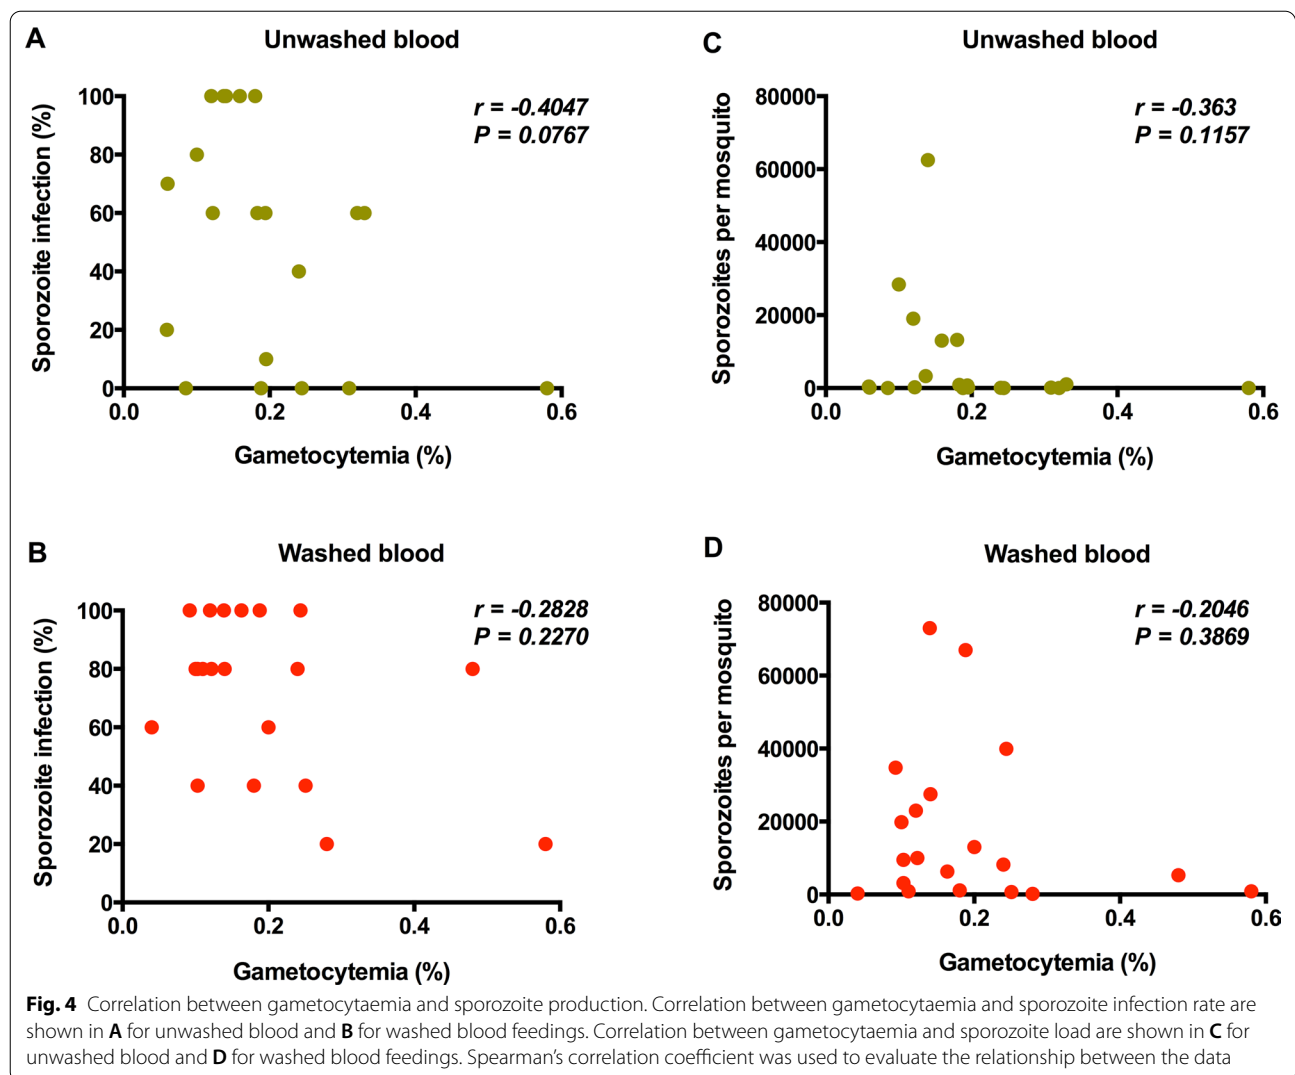 A
Unwashed blood
r = -0.4047
P = 0.0767
Sporozoite infection (%)
100
80
60
40
20
0
0.0 0.2 0.4 0.6
Gametocytemia (%)
C
Unwashed blood
r = -0.363
P = 0.1157
Sporozoites per mosquito
80000
60000
40000
20000
0
0.0 0.2 0.4 0.6
Gametocytemia (%)
B
Washed blood
r = -0.2828
P = 0.2270
Sporozoite infection (%)
100
80
60
40
20
0
0.0 0.2 0.4 0.6
Gametocytemia (%)
D
Washed blood
r = -0.2046
P = 0.3869
Sporozoites per mosquito
80000
60000
40000
20000
0
0.0 0.2 0.4 0.6
Gametocytemia (%)
Fig. 4 Correlation between gametocytaemia and sporozoite production. Correlation between gametocytaemia and sporozoite infection rate are
shown in A for unwashed blood and B for washed blood feedings. Correlation between gametocytaemia and sporozoite load are shown in C for
unwashed blood and D for washed blood feedings. Spearman's correlation coefficient was used to evaluate the relationship between the data